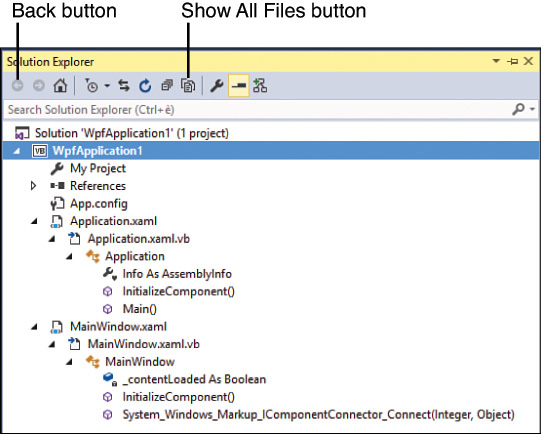 Back button Show All Files button
Solution Explorer
Search Solution Explorer (Ctrl+è)
Solution 'WpfApplication1' (1 project)
VB WpfApplication1
My Project
References
App.config
Application.xaml
Application.xaml.vb
Application
Info As AssemblyInfo
InitializeComponent()
Main()
MainWindow.xaml
MainWindow.xaml.vb
MainWindow
_contentLoaded As Boolean
InitializeComponent()
System_Windows_Markup_IComponentConnector_Connect(Integer, Object)